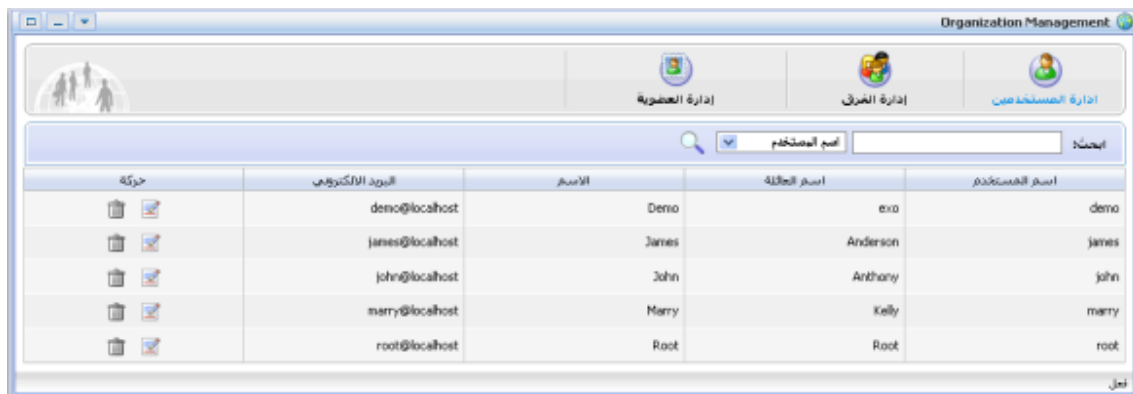 Organization Management
ادارة المستخدمين إدارة الفرق إدارة العضوية
ابحث: اسم المستخدم
اسم المستخدم اسم العائلة الاسم البريد الالكتروني حركة
demo exo Demo demo@localhost
james Anderson James james@localhost
john Anthony John john@localhost
marry Kelly Marry marry@localhost
root Root Root root@localhost
فعل